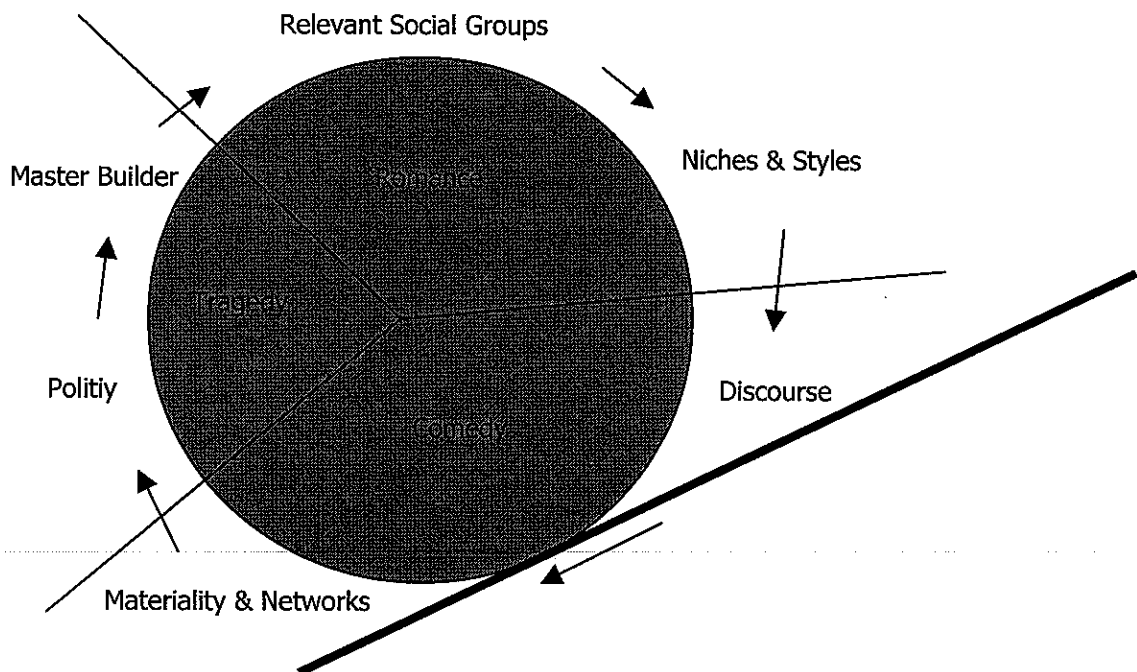 Relevant Social Groups
Niches & Styles
Master Builder
Romance
Tragedy
Politiy
Discourse
Comedy
Materiality & Networks